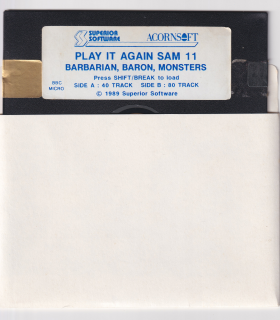 SUPERIOR SOFTWARE ACORNSOFT
PLAY IT AGAIN SAM 11
BARBARIAN, BARON, MONSTERS
BBC MICRO
Press SHIFT/BREAK to load
SIDE A : 40 TRACK SIDE B : 80 TRACK
© 1989 Superior Software